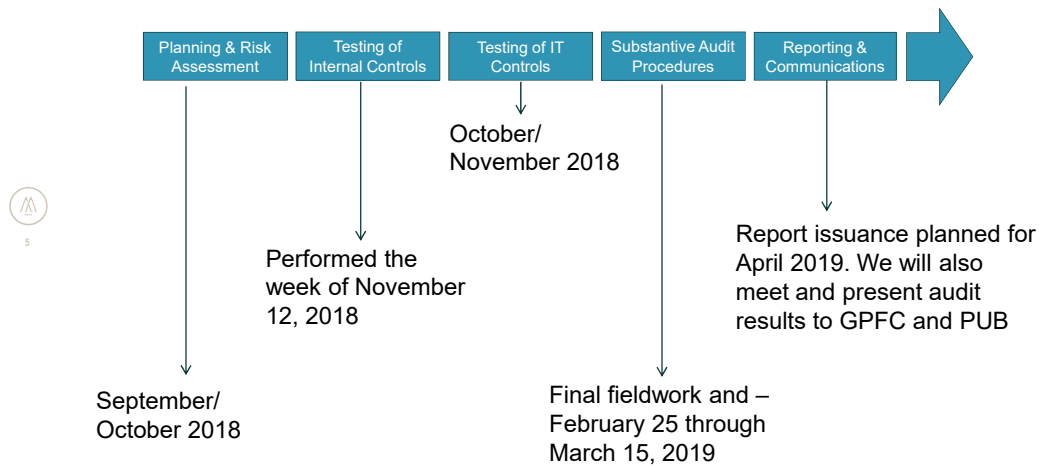 Planning & Risk
Assessment
Testing of
Internal Controls
Testing of IT
Controls
Substantive Audit
Procedures
Reporting &
Communications
October/
November 2018
5
Performed the
week of November
12, 2018
Report issuance planned for
April 2019. We will also
meet and present audit
results to GPFC and PUB
September/
October 2018
Final fieldwork and –
February 25 through
March 15, 2019